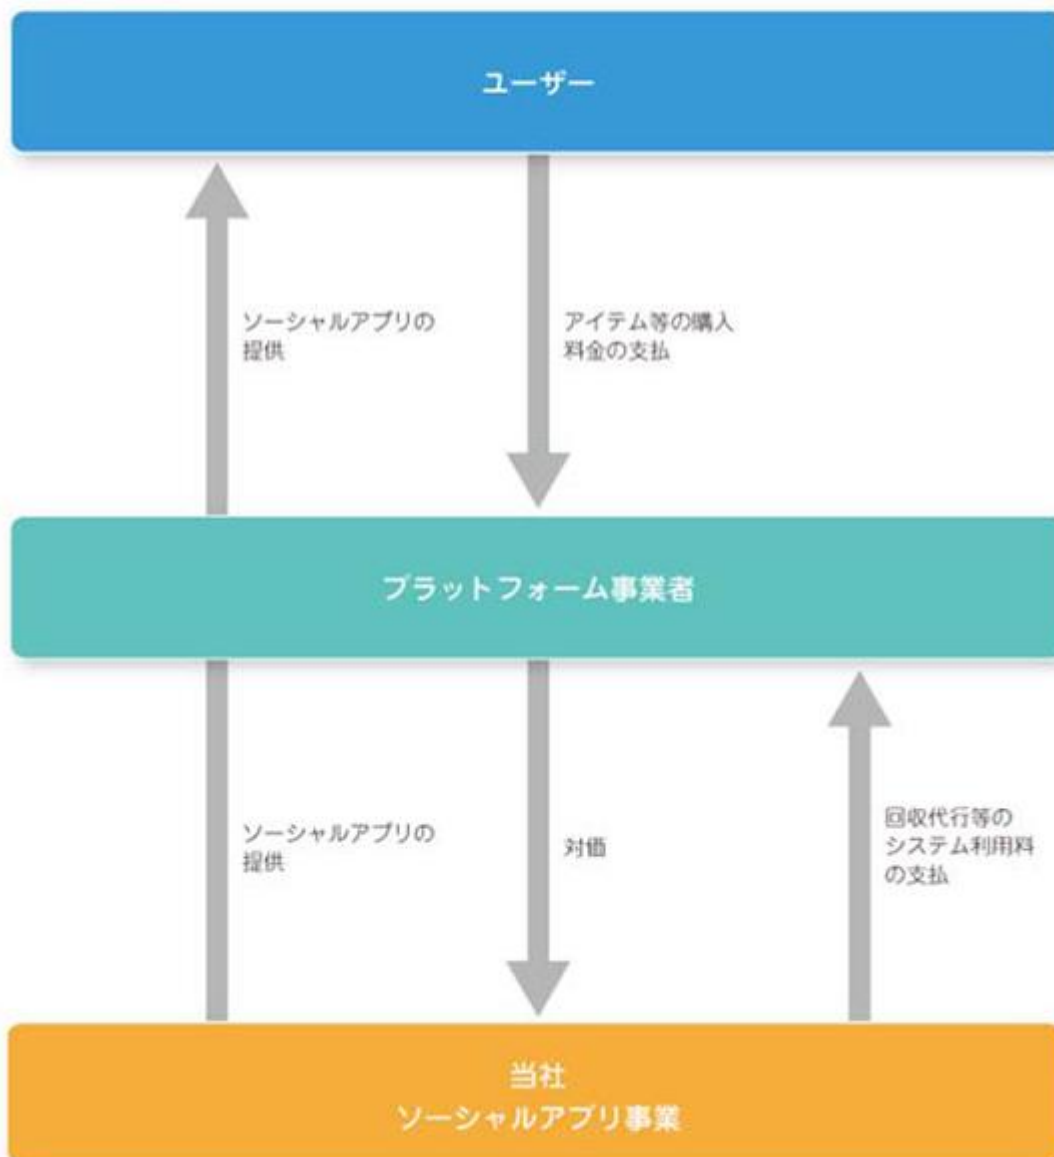 ユーザー
ソーシャルアプリの
提供
アイテム等の購入
料金の支払
プラットフォーム事業者
ソーシャルアプリの
提供
対価
回収代行等の
システム利用料
の支払
当社
ソーシャルアプリ事業